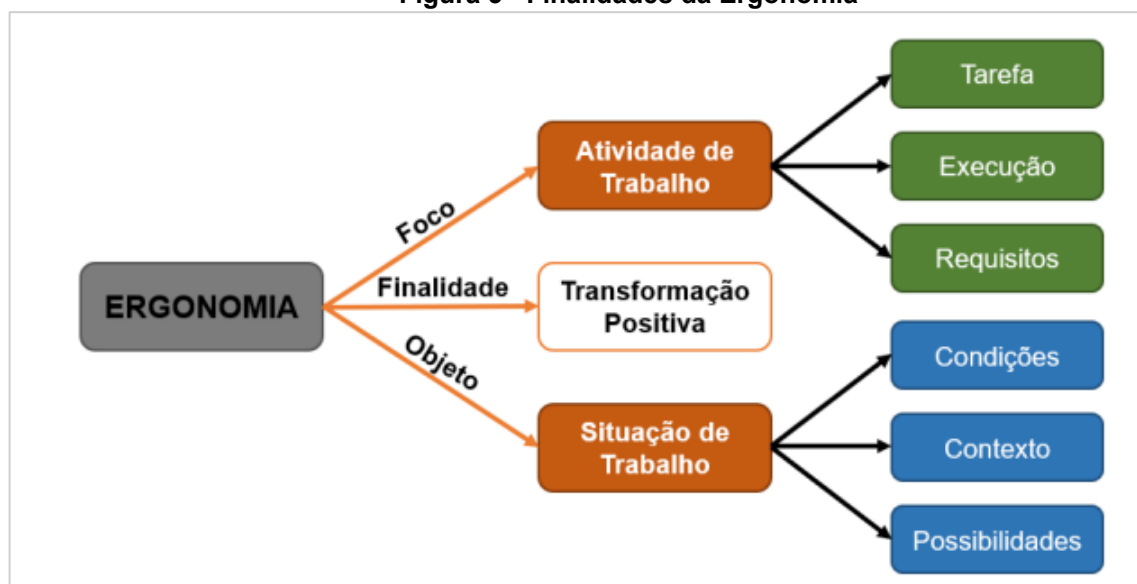 Tarefa
Atividade de
Trabalho
Execução
Foco
Requisitos
ERGONOMIA
Finalidade
Transformação
Positiva
Objeto
Condições
Situação de
Trabalho
Contexto
Possibilidades